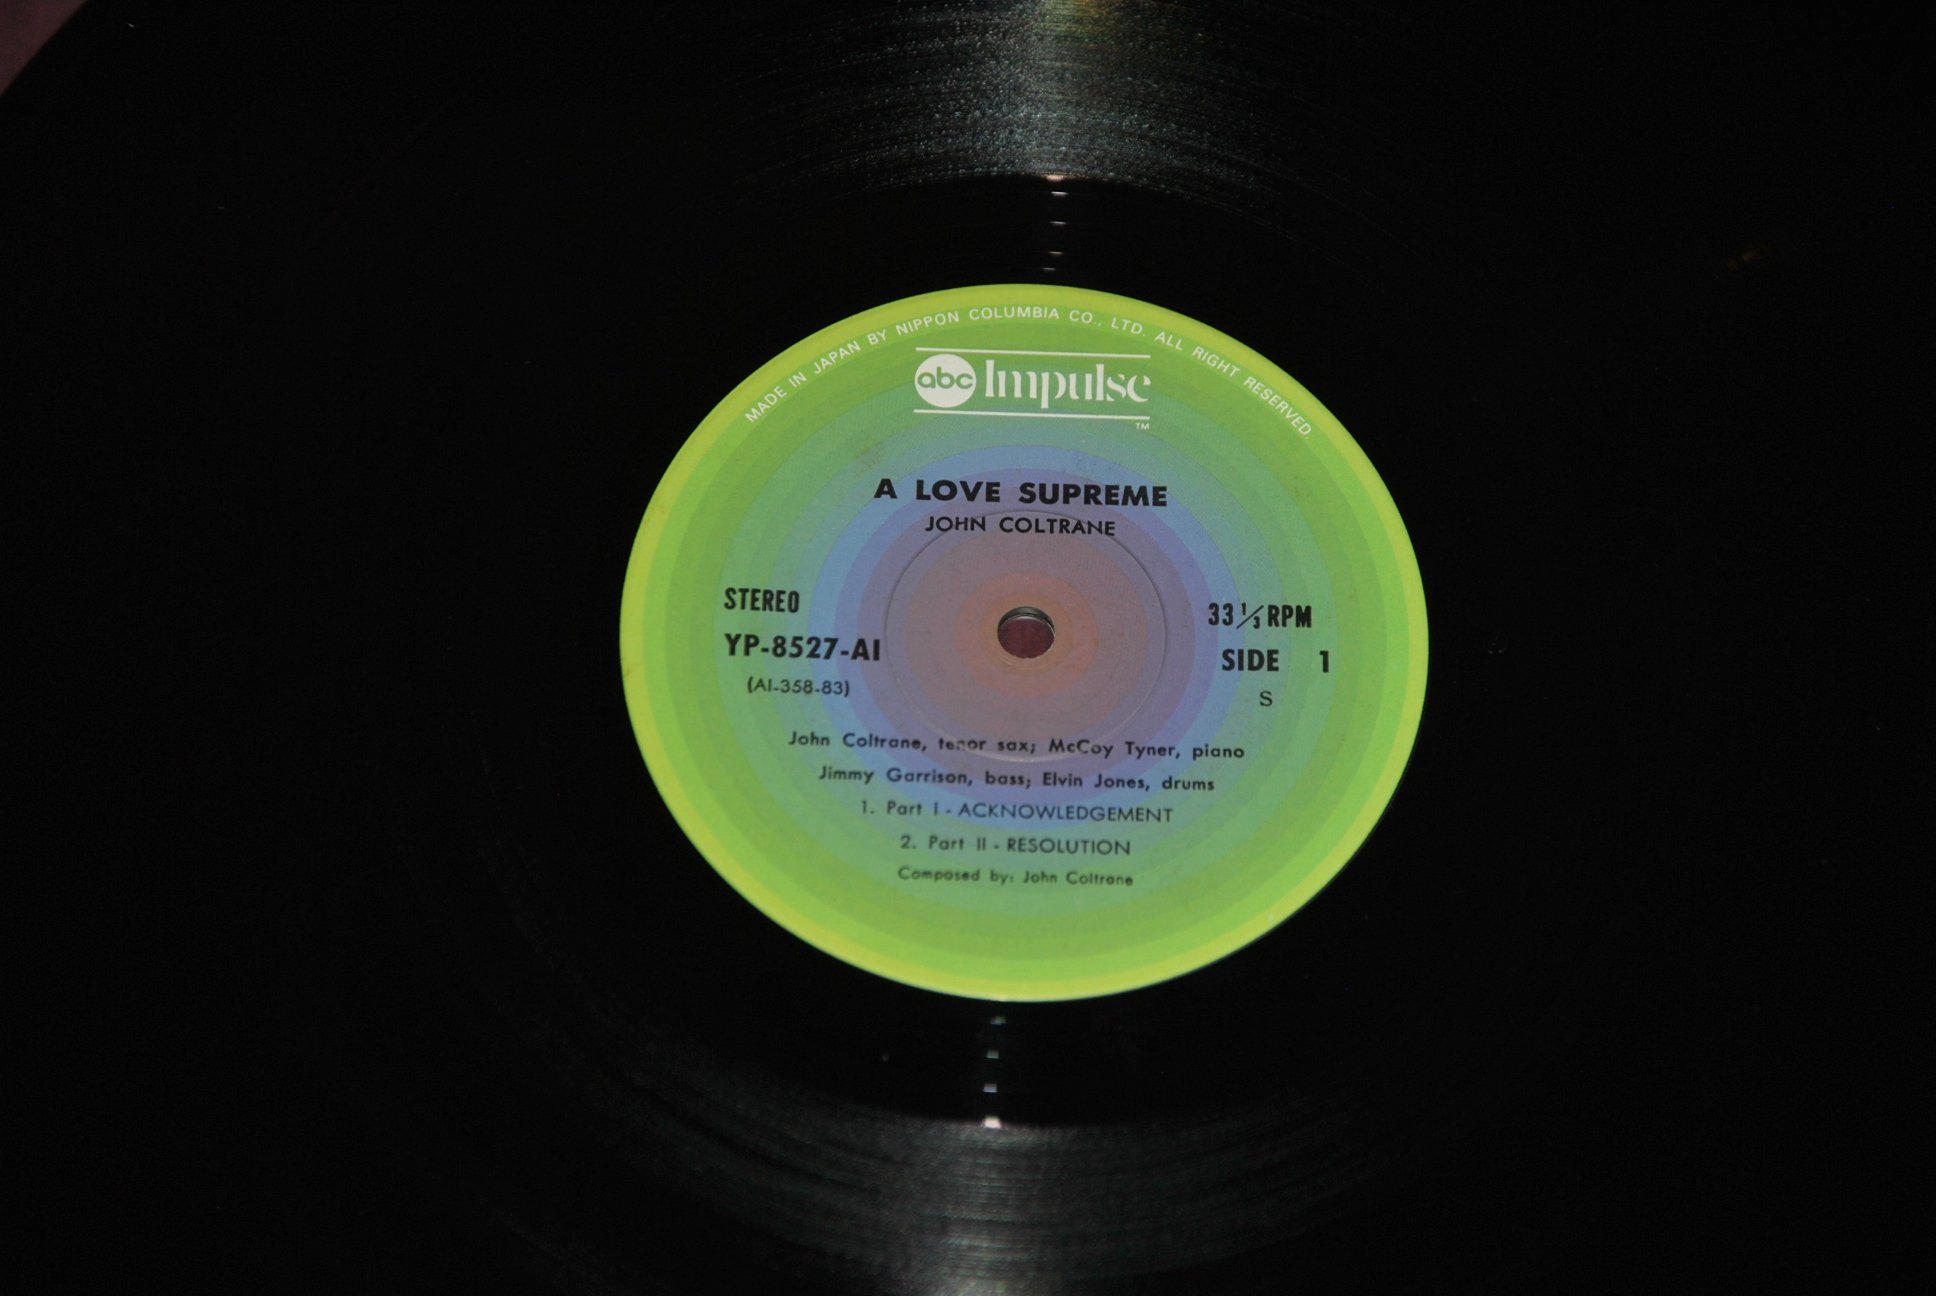 MADE IN JAPAN BY NIPPON COLUMBIA CO., LTD. ALL RIGHT RESERVED.
abc Impulse
TM
A LOVE SUPREME
JOHN COLTRANE
STEREO
33 1/3 RPM
YP-8527-AI
SIDE 1
(AI-358-83)
S
John Coltrane, tenor sax; McCoy Tyner, piano
Jimmy Garrison, bass; Elvin Jones, drums
1. Part I - ACKNOWLEDGEMENT
2. Part II - RESOLUTION
Composed by: John Coltrane